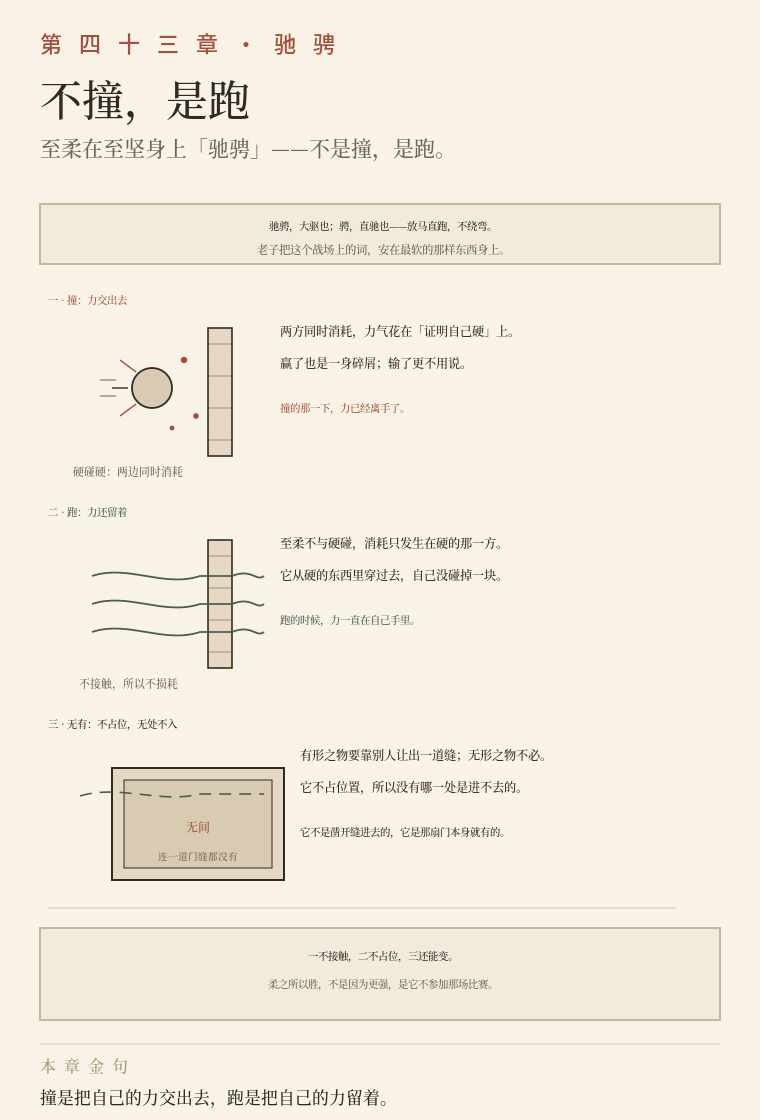 第四十三章·驰骋
不撞，是跑
至柔在至坚身上「驰骋」——不是撞，是跑。
驰骋，大驱也；骋，直驰也——放马直跑，不绕弯。
老子把这个战场上的词，安在最软的那样东西身上。
一·撞：力交出去
两方同时消耗，力气花在「证明自己硬」上。
赢了也是一身碎屑；输了更不用说。
撞的那一下，力已经离手了。
硬碰硬：两边同时消耗
二·跑：力还留着
至柔不与硬碰，消耗只发生在硬的那一方。
它从硬的东西里穿过去，自己没碰掉一块。
跑的时候，力一直在自己手里。
不接触，所以不损耗
三·无有：不占位，无处不入
有形之物要靠别人让出一道缝；无形之物不必。
它不占位置，所以没有哪一处是进不去的。
它不是凿开缝进去的，它是那扇门本身就有的。
无间
连一道门缝都没有
一不接触，二不占位，三还能变。
柔之所以胜，不是因为更强，是它不参加那场比赛。
本章金句
撞是把自己的力交出去，跑是把自己的力留着。